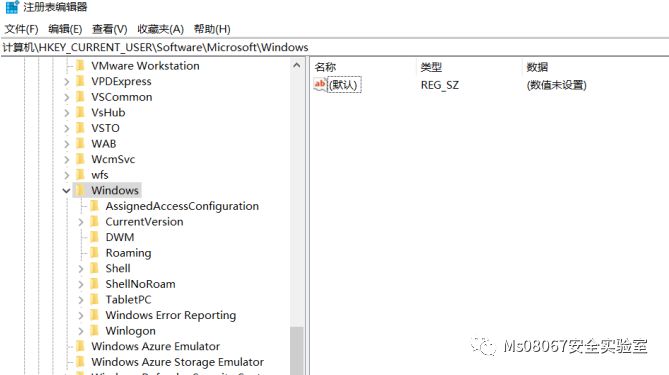 注册表编辑器
文件(F) 编辑(E) 查看(V) 收藏夹(A) 帮助(H)
计算机\HKEY_CURRENT_USER\Software\Microsoft\Windows
VMware Workstation
VPDExpress
VSCommon
VsHub
VSTO
WAB
WcmSvc
wfs
Windows
AssignedAccessConfiguration
CurrentVersion
DWM
Roaming
Shell
ShellNoRoam
TabletPC
Windows Error Reporting
Winlogon
Windows Azure Emulator
Windows Azure Storage Emulator
名称 类型 数据
ab (默认) REG_SZ (数值未设置)
Ms08067安全实验室